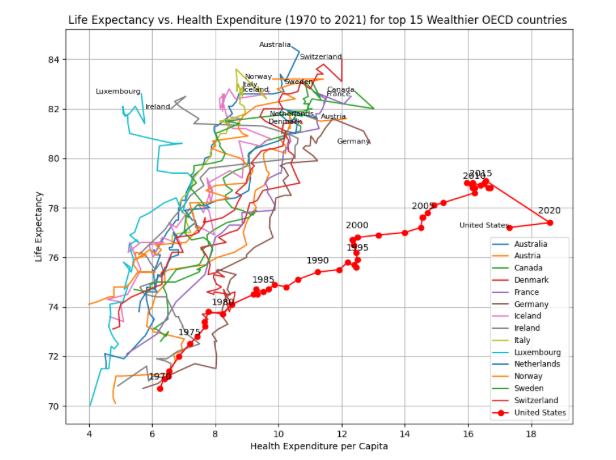 Life Expectancy vs. Health Expenditure (1970 to 2021) for top 15 Wealthier OECD countries
Life Expectancy
84
82
80
78
76
74
72
70
Australia
Switzerland
Norway
Italy
Iceland
Sweden
Canada
France
Luxembourg
Ireland
Netherlands
Denmark
Austria
Germany
2010
2015
2005
2020
United States
2000
1995
1990
1985
1980
1975
1970
Australia
Austria
Canada
Denmark
France
Germany
Iceland
Ireland
Italy
Luxembourg
Netherlands
Norway
Sweden
Switzerland
United States
4 6 8 10 12 14 16 18
Health Expenditure per Capita